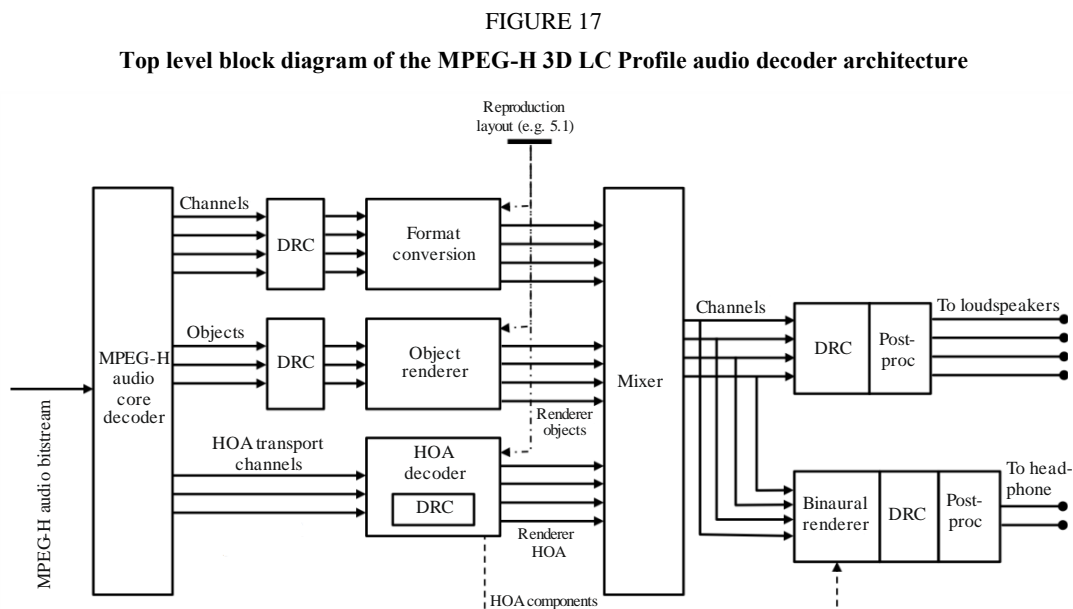 FIGURE 17
Top level block diagram of the MPEG-H 3D LC Profile audio decoder architecture
Reproduction
layout (e.g. 5.1)
Channels
DRC
Format
conversion
Objects
DRC
Object
renderer
Renderer
objects
MPEG-H
audio
core
decoder
MPEG-H audio bitstream
HOA transport
channels
HOA
decoder
DRC
Renderer
HOA
HOA components
Mixer
Channels
DRC
Post-
proc
To loudspeakers
Binaural
renderer
DRC
Post-
proc
To head-
phone